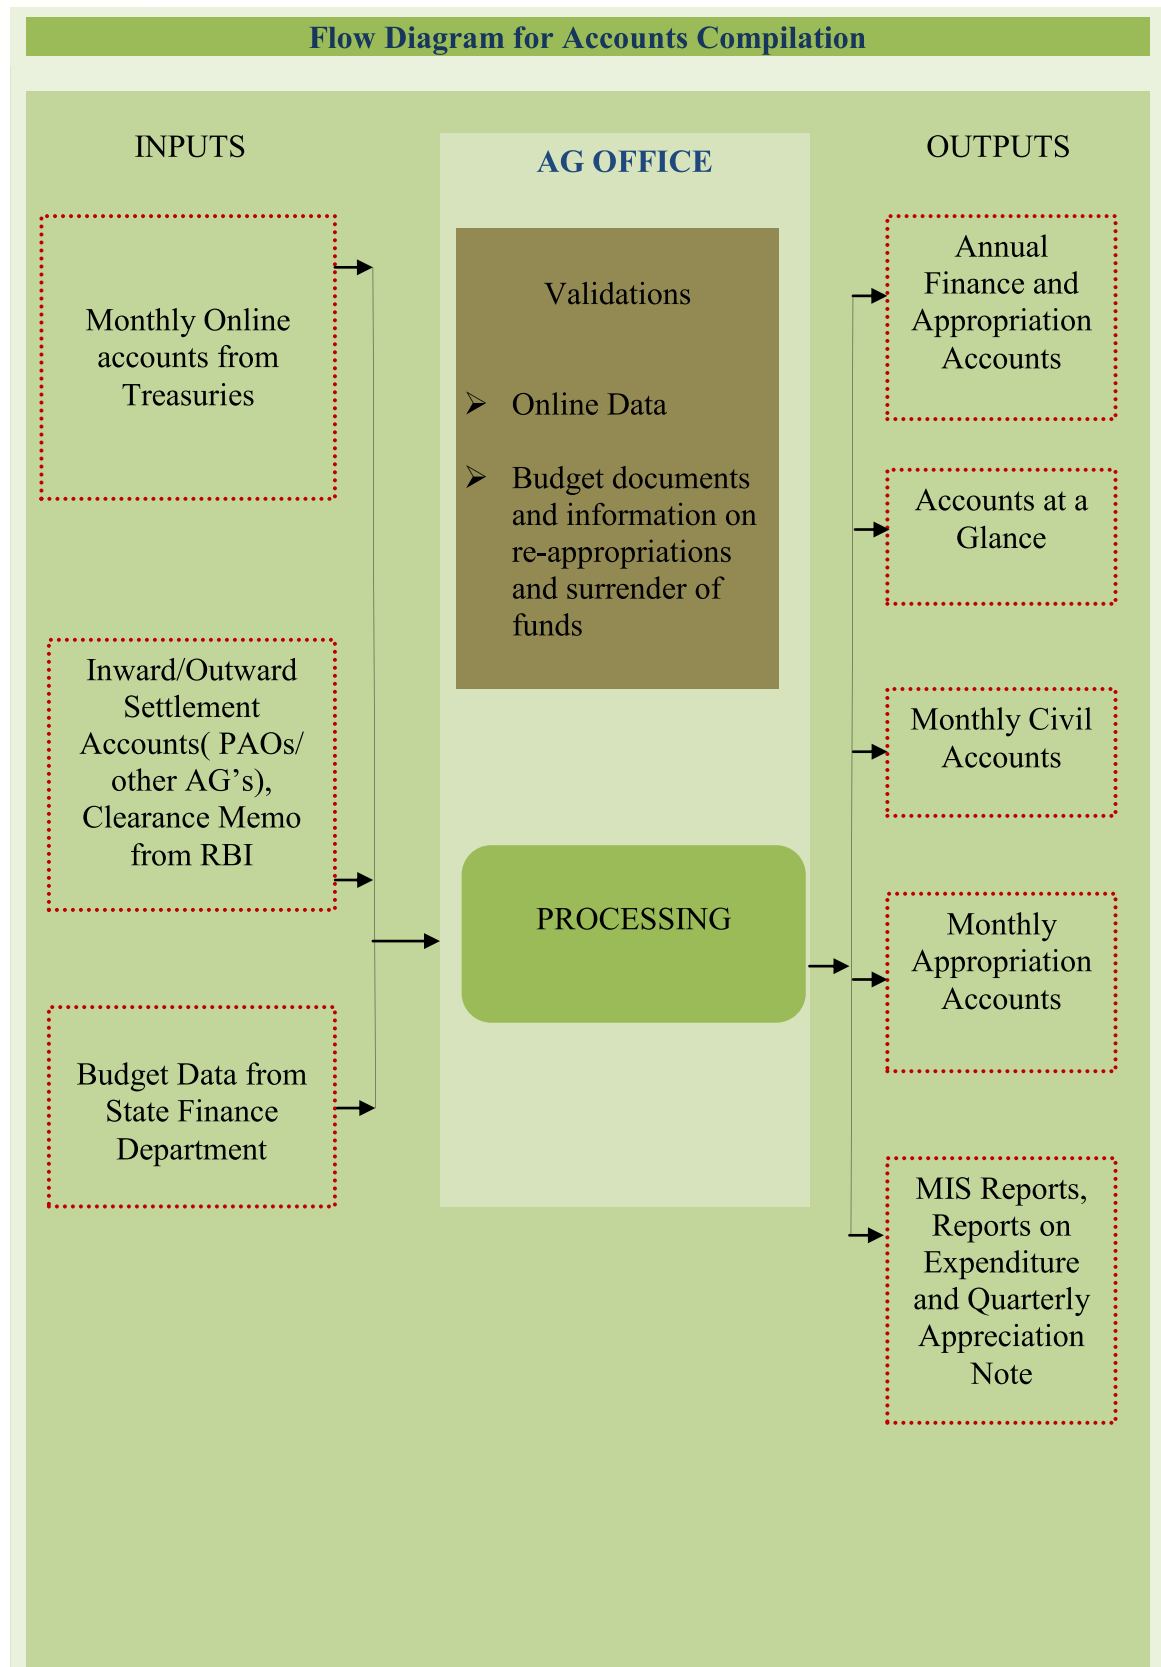 Flow Diagram for Accounts Compilation
INPUTS
Monthly Online
accounts from
Treasuries
Inward/Outward
Settlement
Accounts( PAOs/
other AG's),
Clearance Memo
from RBI
Budget Data from
State Finance
Department
AG OFFICE
Validations
➢ Online Data
➢ Budget documents
and information on
re-appropriations
and surrender of
funds
PROCESSING
OUTPUTS
Annual
Finance and
Appropriation
Accounts
Accounts at a
Glance
Monthly Civil
Accounts
Monthly
Appropriation
Accounts
MIS Reports,
Reports on
Expenditure
and Quarterly
Appreciation
Note